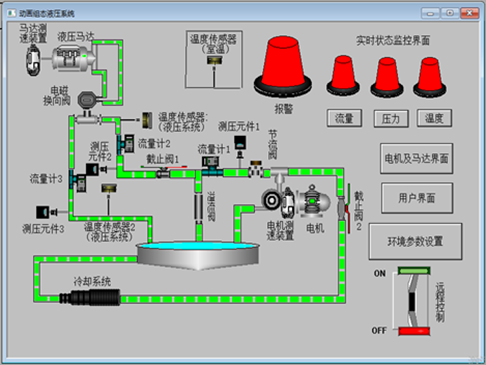 动画组态液压系统
马达测
速装置
液压马达
温度传感器
(室温)
实时状态监控界面
报警
电磁
换向阀
温度传感器:
(液压系统)
测压元件1
节
流
阀
流量
压力
温度
测压
元件2
流量计2
截止阀1
流量计1
电机及马达界面
流量计3
截
止
阀
2
用户界面
测压元件3
温度传感器2
(液压系统)
电机测
速装置
电机
环境参数设置
冷却系统
ON
远
程
控
制
OFF